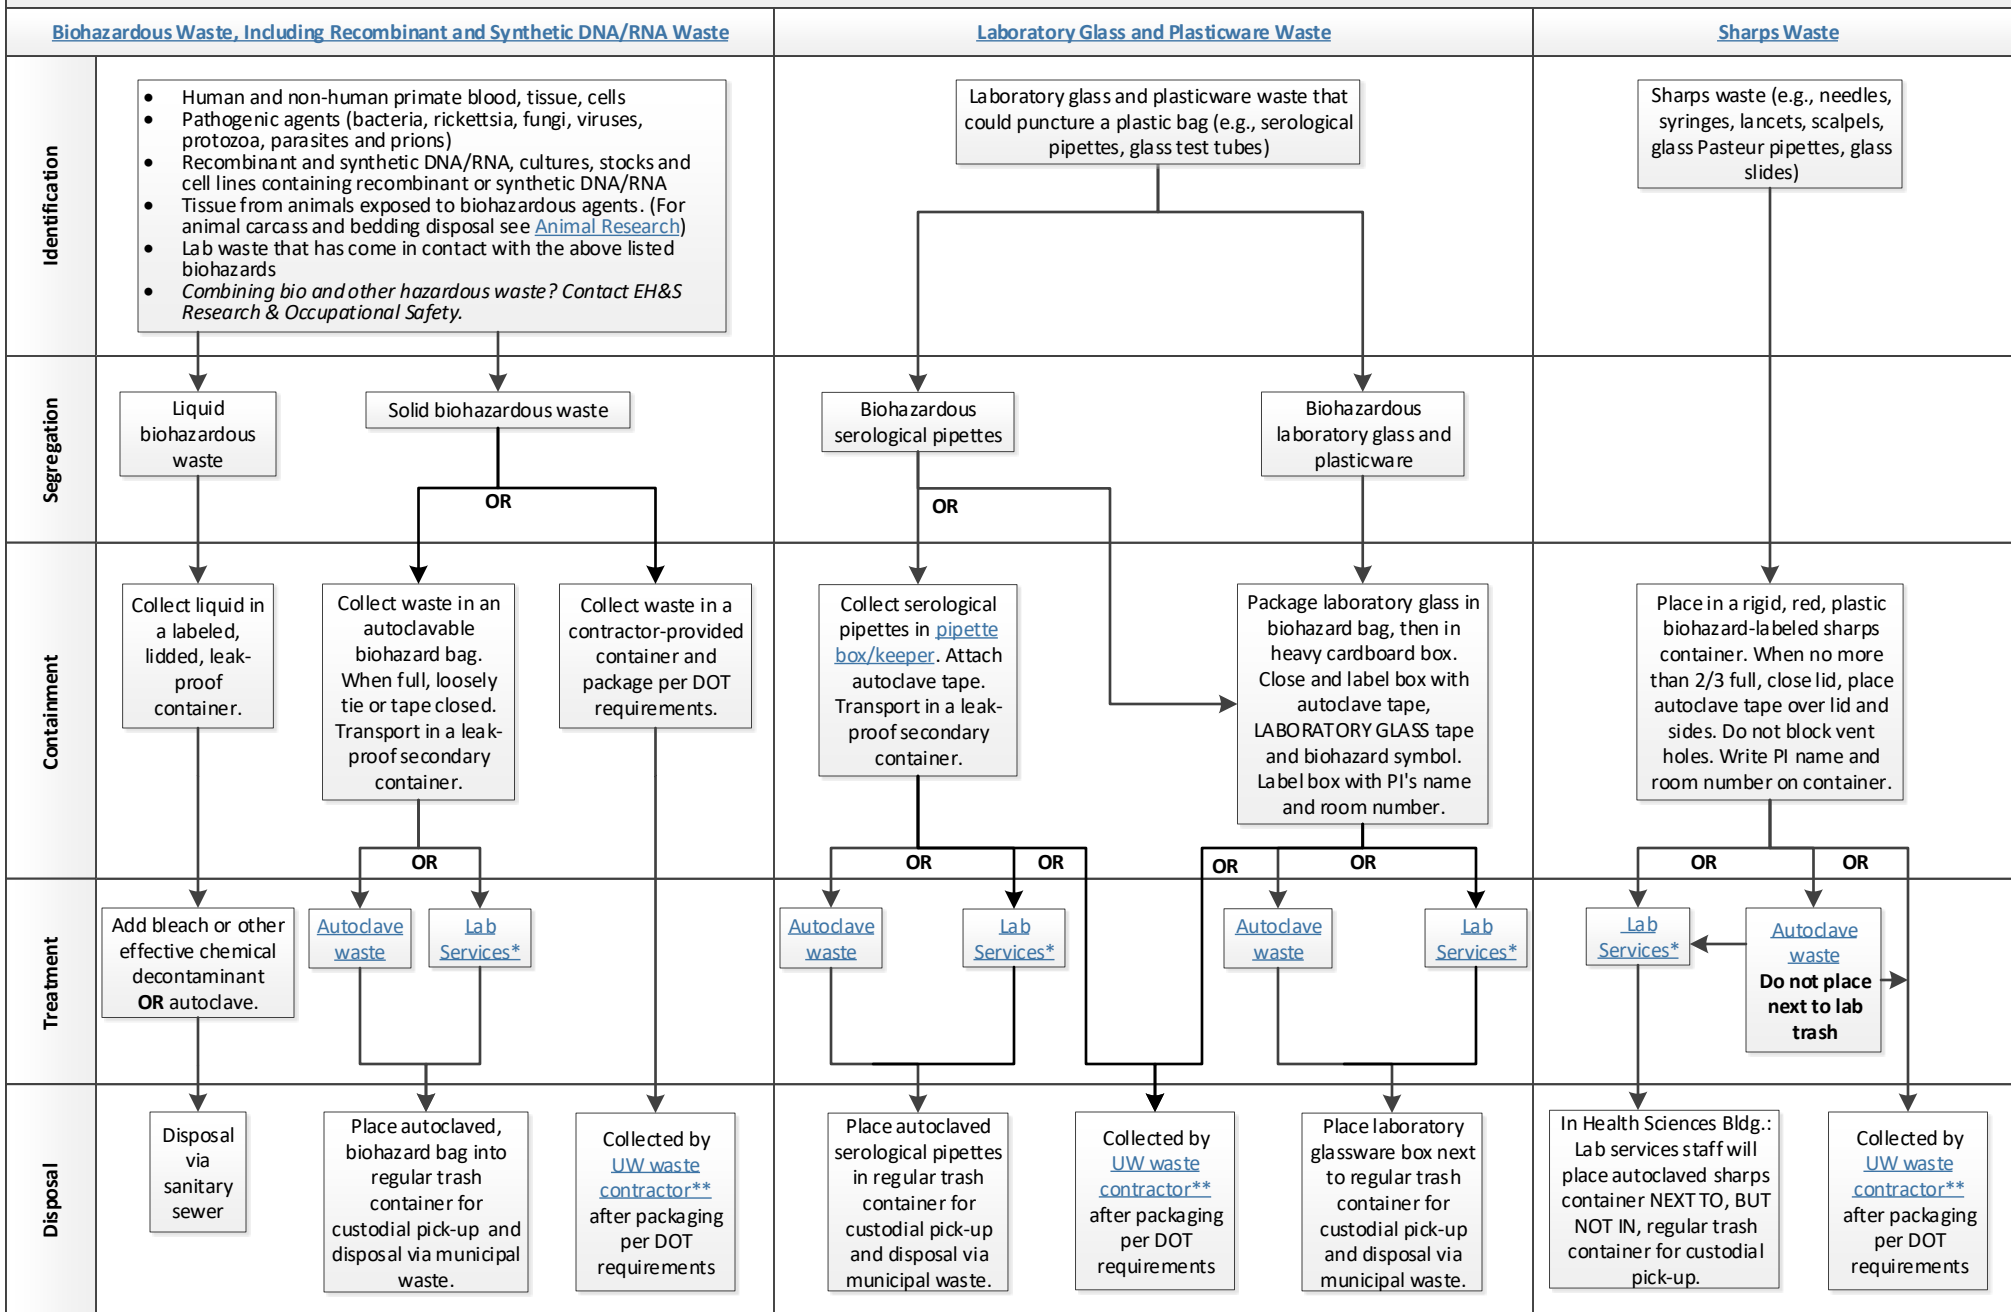 Biohazardous Waste, Including Recombinant and Synthetic DNA/RNA Waste
Laboratory Glass and Plasticware Waste
Sharps Waste
Identification
• Human and non-human primate blood, tissue, cells
• Pathogenic agents (bacteria, rickettsia, fungi, viruses,
protozoa, parasites and prions)
• Recombinant and synthetic DNA/RNA, cultures, stocks and
cell lines containing recombinant or synthetic DNA/RNA
• Tissue from animals exposed to biohazardous agents. (For
animal carcass and bedding disposal see Animal Research)
• Lab waste that has come in contact with the above listed
biohazards
• Combining bio and other hazardous waste? Contact EH&S
Research & Occupational Safety.
Laboratory glass and plasticware waste that
could puncture a plastic bag (e.g., serological
pipettes, glass test tubes)
Sharps waste (e.g., needles,
syringes, lancets, scalpels,
glass Pasteur pipettes, glass
slides)
Segregation
Liquid
biohazardous
waste
Solid biohazardous waste
OR
Biohazardous
serological pipettes
OR
Biohazardous
laboratory glass and
plasticware
Containment
Collect liquid in
a labeled,
lidded, leak-
proof
container.
Collect waste in an
autoclavable
biohazard bag.
When full, loosely
tie or tape closed.
Transport in a leak-
proof secondary
container.
Collect waste in a
contractor-provided
container and
package per DOT
requirements.
Collect serological
pipettes in pipette
box/keeper. Attach
autoclave tape.
Transport in a leak-
proof secondary
container.
Package laboratory glass in
biohazard bag, then in
heavy cardboard box.
Close and label box with
autoclave tape,
LABORATORY GLASS tape
and biohazard symbol.
Label box with PI's name
and room number.
Place in a rigid, red, plastic
biohazard-labeled sharps
container. When no more
than 2/3 full, close lid, place
autoclave tape over lid and
sides. Do not block vent
holes. Write PI name and
room number on container.
OR
OR
OR
OR
OR
OR
OR
Treatment
Add bleach or other
effective chemical
decontaminant
OR autoclave.
Autoclave
waste
Lab
Services*
Autoclave
waste
Lab
Services*
Autoclave
waste
Lab
Services*
Lab
Services*
Autoclave
waste
Do not place
next to lab
trash
Disposal
Disposal
via
sanitary
sewer
Place autoclaved,
biohazard bag into
regular trash
container for
custodial pick-up and
disposal via municipal
waste.
Collected by
UW waste
contractor**
after packaging
per DOT
requirements
Place autoclaved
serological pipettes
in regular trash
container for
custodial pick-up
and disposal via
municipal waste.
Collected by
UW waste
contractor**
after packaging
per DOT
requirements
Place laboratory
glassware box next
to regular trash
container for
custodial pick-up
and disposal via
municipal waste.
In Health Sciences Bldg.:
Lab services staff will
place autoclaved sharps
container NEXT TO, BUT
NOT IN, regular trash
container for custodial
pick-up.
Collected by
UW waste
contractor**
after packaging
per DOT
requirements